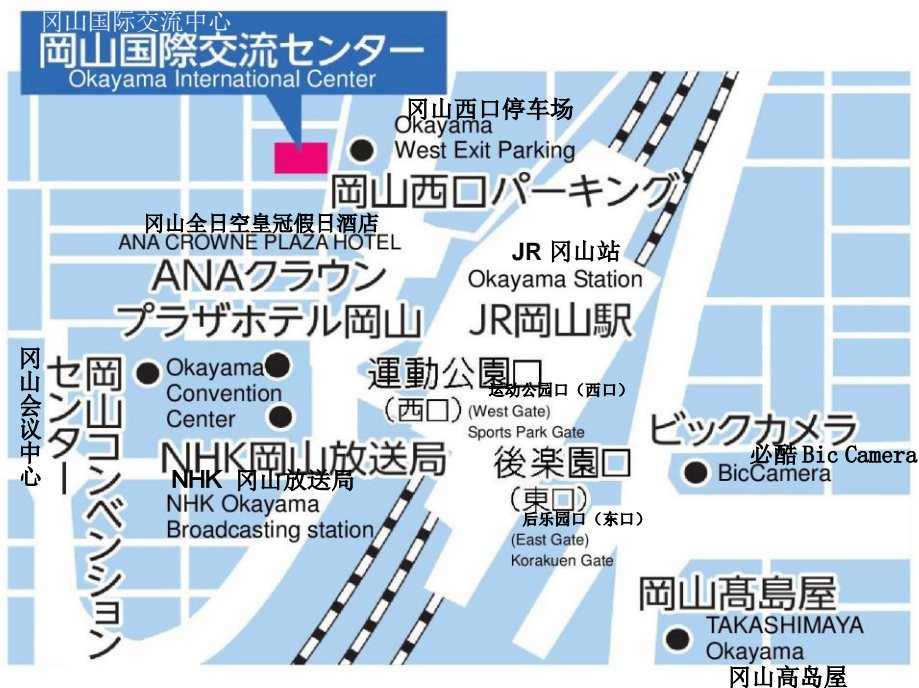 冈山国际交流中心
岡山国際交流センター
Okayama International Center
冈山西口停车场
Okayama
West Exit Parking
岡山西口パーキング
冈山全日空皇冠假日酒店
ANA CROWNE PLAZA HOTEL
ANAクラウン
プラザホテル岡山
JR 冈山站
Okayama Station
JR岡山駅
冈山会议中心
岡山コンベンション
センター
Okayama
Convention
Center
運動公園口
运动公园口（西口）
（西口）
(West Gate)
Sports Park Gate
NHK岡山放送局
NHK 冈山放送局
NHK Okayama
Broadcasting station
後楽園口
（東口）
后乐园口（东口）
(East Gate)
Korakuen Gate
ビックカメラ
必酷 Bic Camera
BicCamera
岡山髙島屋
TAKASHIMAYA
Okayama
冈山高岛屋